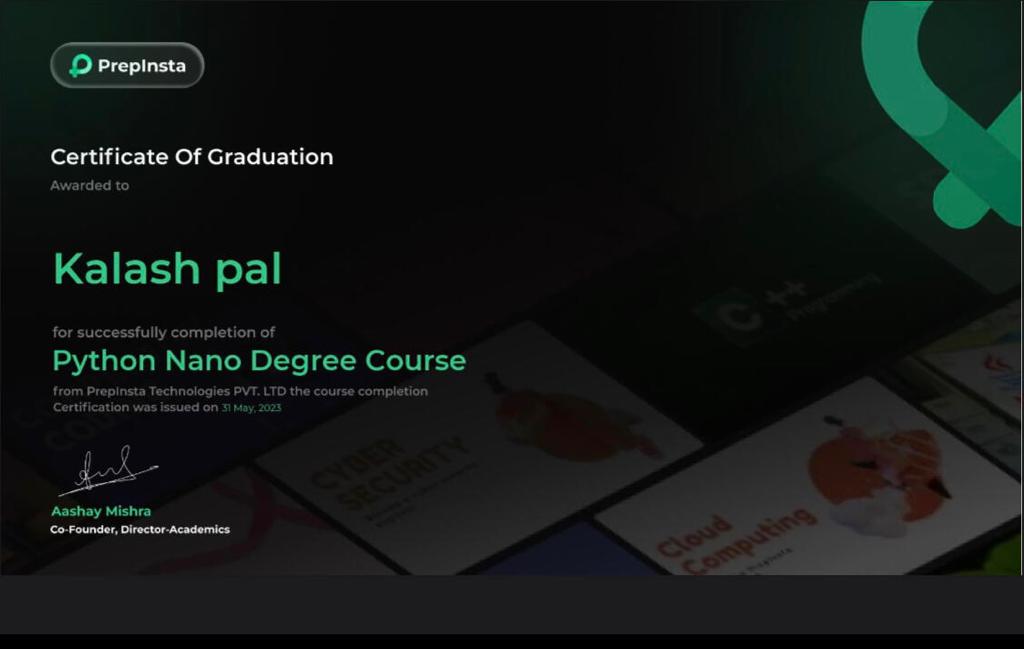 PrepInsta
Certificate Of Graduation
Awarded to
Kalash pal
for successfully completion of
Python Nano Degree Course
from PrepInsta Technologies PVT. LTD the course completion
Certification was issued on 31 May, 2023
Aashay Mishra
Co-Founder, Director-Academics
C ++
Programming
CYBER
SECURITY
Cloud
Computing